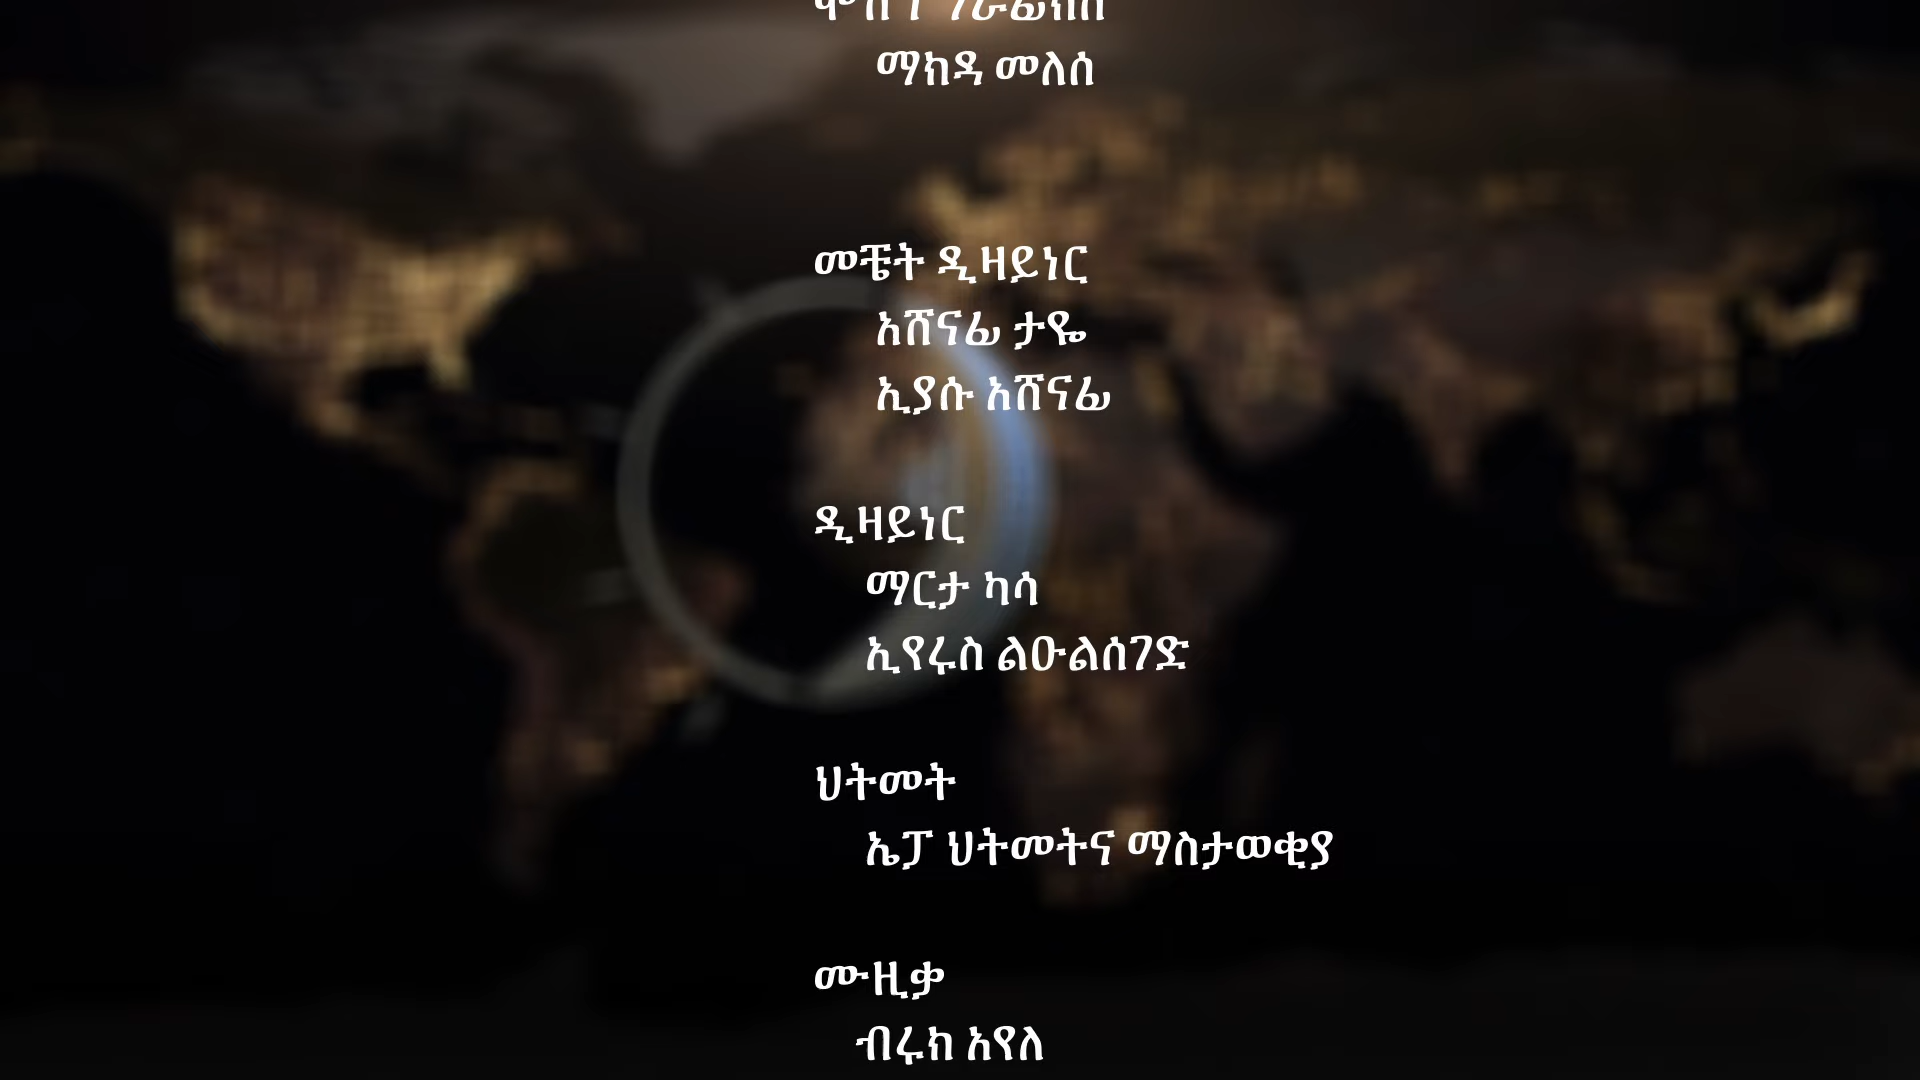 ማክዳ መለሰ
መቼት ዲዛይነር
አሸናፊ ታዬ
ኢያሱ አሸናፊ
ዲዛይነር
ማርታ ካሳ
ኢየሩስ ልዑልሰገድ
ህትመት
ኤፓ ህትመትና ማስታወቂያ
ሙዚቃ
ብሩክ አየለ